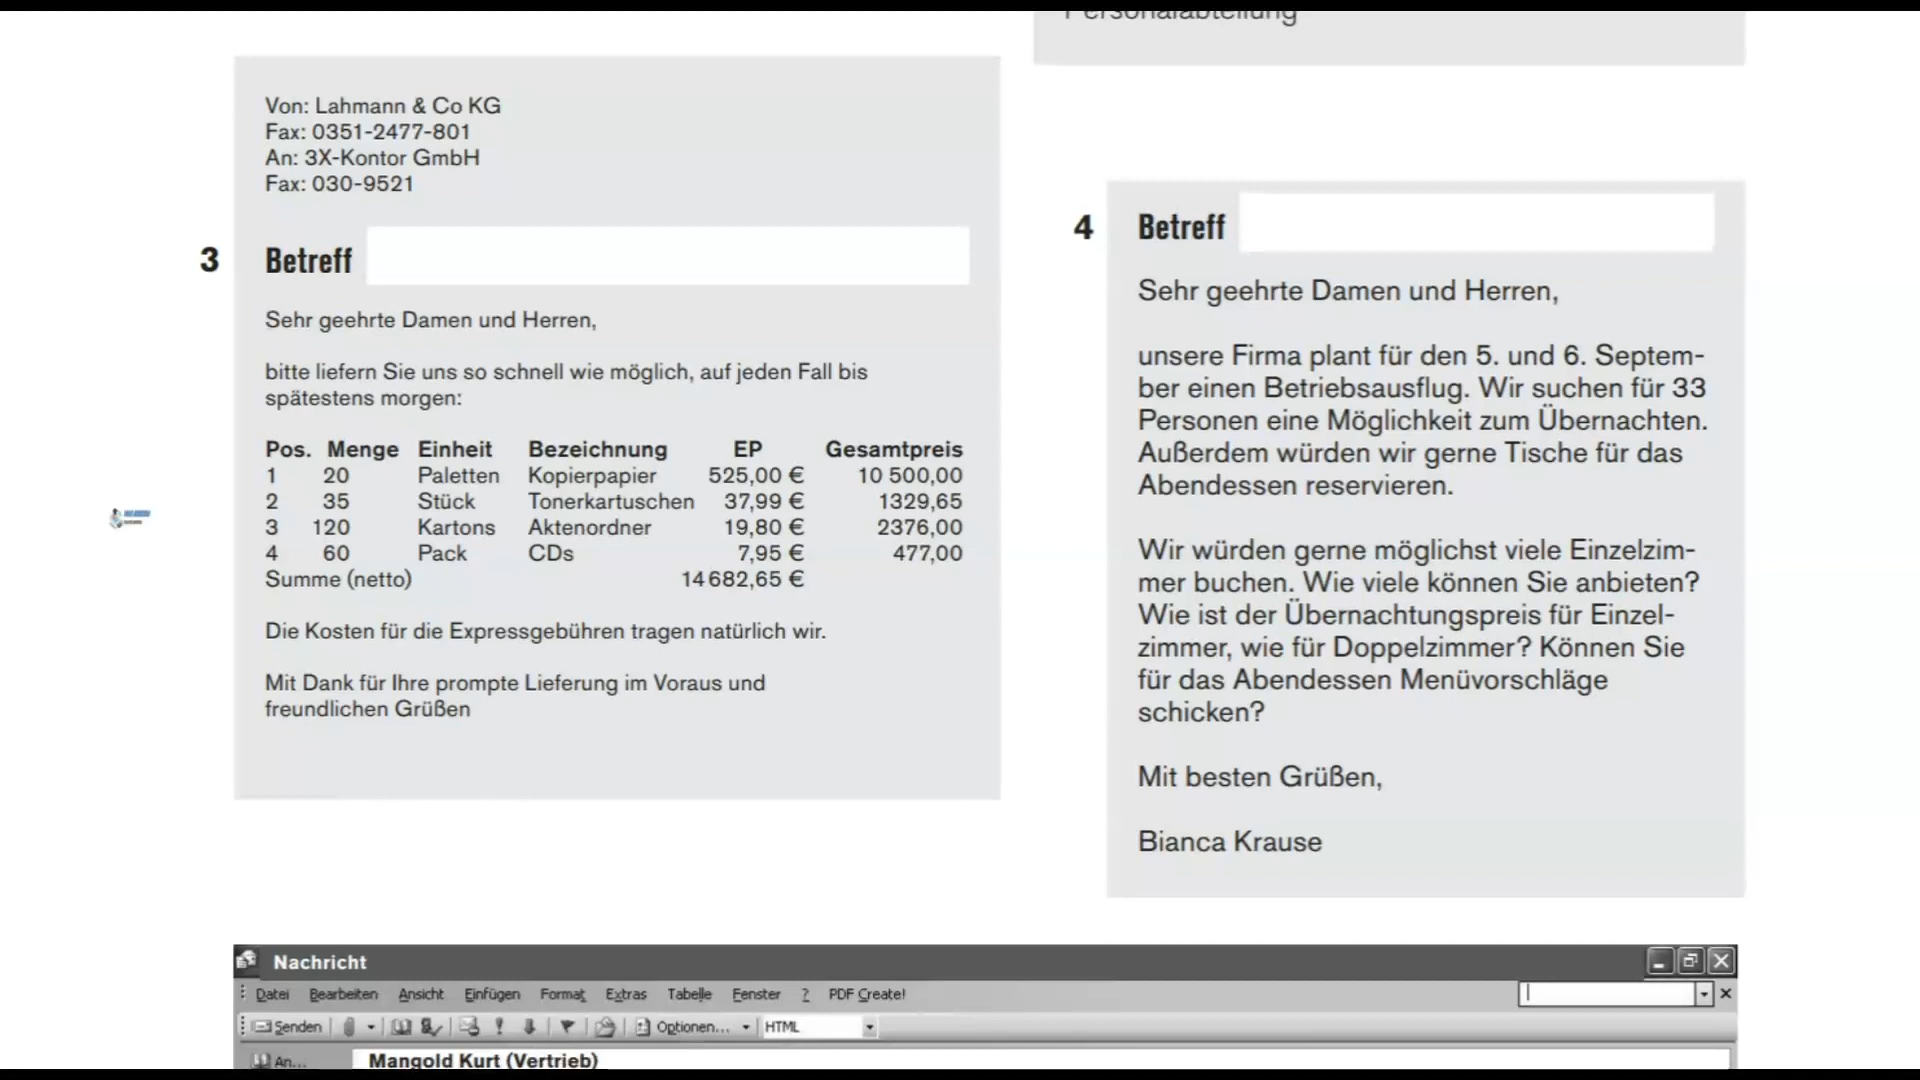 Personalabteilung
Von: Lahmann & Co KG
Fax: 0351-2477-801
An: 3X-Kontor GmbH
Fax: 030-9521
3 Betreff
Sehr geehrte Damen und Herren,
bitte liefern Sie uns so schnell wie möglich, auf jeden Fall bis
spätestens morgen:
Pos. Menge Einheit Bezeichnung EP Gesamtpreis
1 20 Paletten Kopierpapier 525,00 € 10 500,00
2 35 Stück Tonerkartuschen 37,99 € 1329,65
3 120 Kartons Aktenordner 19,80 € 2376,00
4 60 Pack CDs 7,95 € 477,00
Summe (netto) 14 682,65 €
Die Kosten für die Expressgebühren tragen natürlich wir.
Mit Dank für Ihre prompte Lieferung im Voraus und
freundlichen Grüßen
4 Betreff
Sehr geehrte Damen und Herren,
unsere Firma plant für den 5. und 6. Septem-
ber einen Betriebsausflug. Wir suchen für 33
Personen eine Möglichkeit zum Übernachten.
Außerdem würden wir gerne Tische für das
Abendessen reservieren.
Wir würden gerne möglichst viele Einzelzim-
mer buchen. Wie viele können Sie anbieten?
Wie ist der Übernachtungspreis für Einzel-
zimmer, wie für Doppelzimmer? Können Sie
für das Abendessen Menüvorschläge
schicken?
Mit besten Grüßen,
Bianca Krause
Nachricht
Datei Bearbeiten Ansicht Einfügen Format Extras Tabelle Fenster ? PDF Create!
Senden Optionen... HTML
An... Mangold Kurt (Vertrieb)